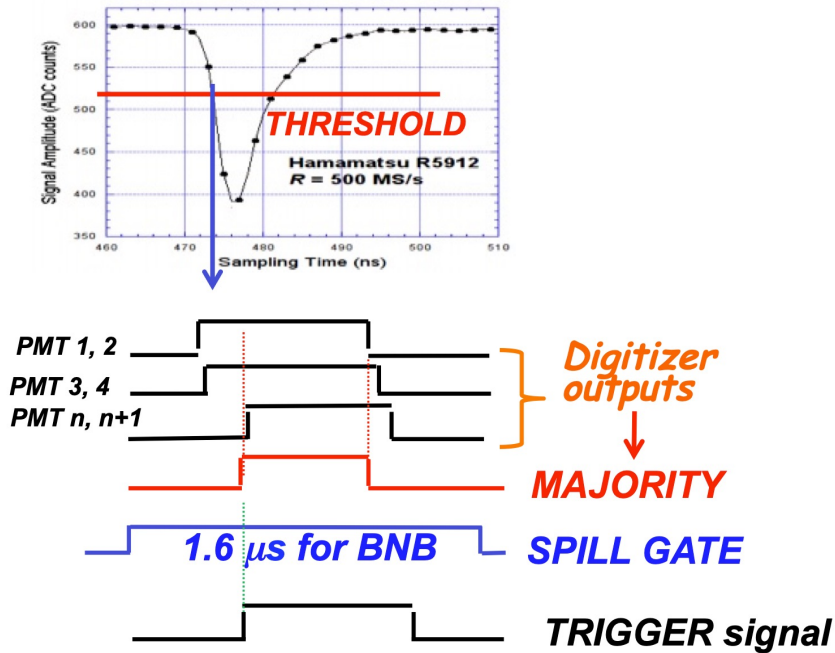 600
550
500
450
400
350
Signal Amplitude (ADC counts)
THRESHOLD
Hamamatsu R5912
R = 500 MS/s
460 470 480 490 500 510
Sampling Time (ns)
PMT 1, 2
PMT 3, 4
PMT n, n+1
Digitizer
outputs
MAJORITY
1.6 μs for BNB
SPILL GATE
TRIGGER signal